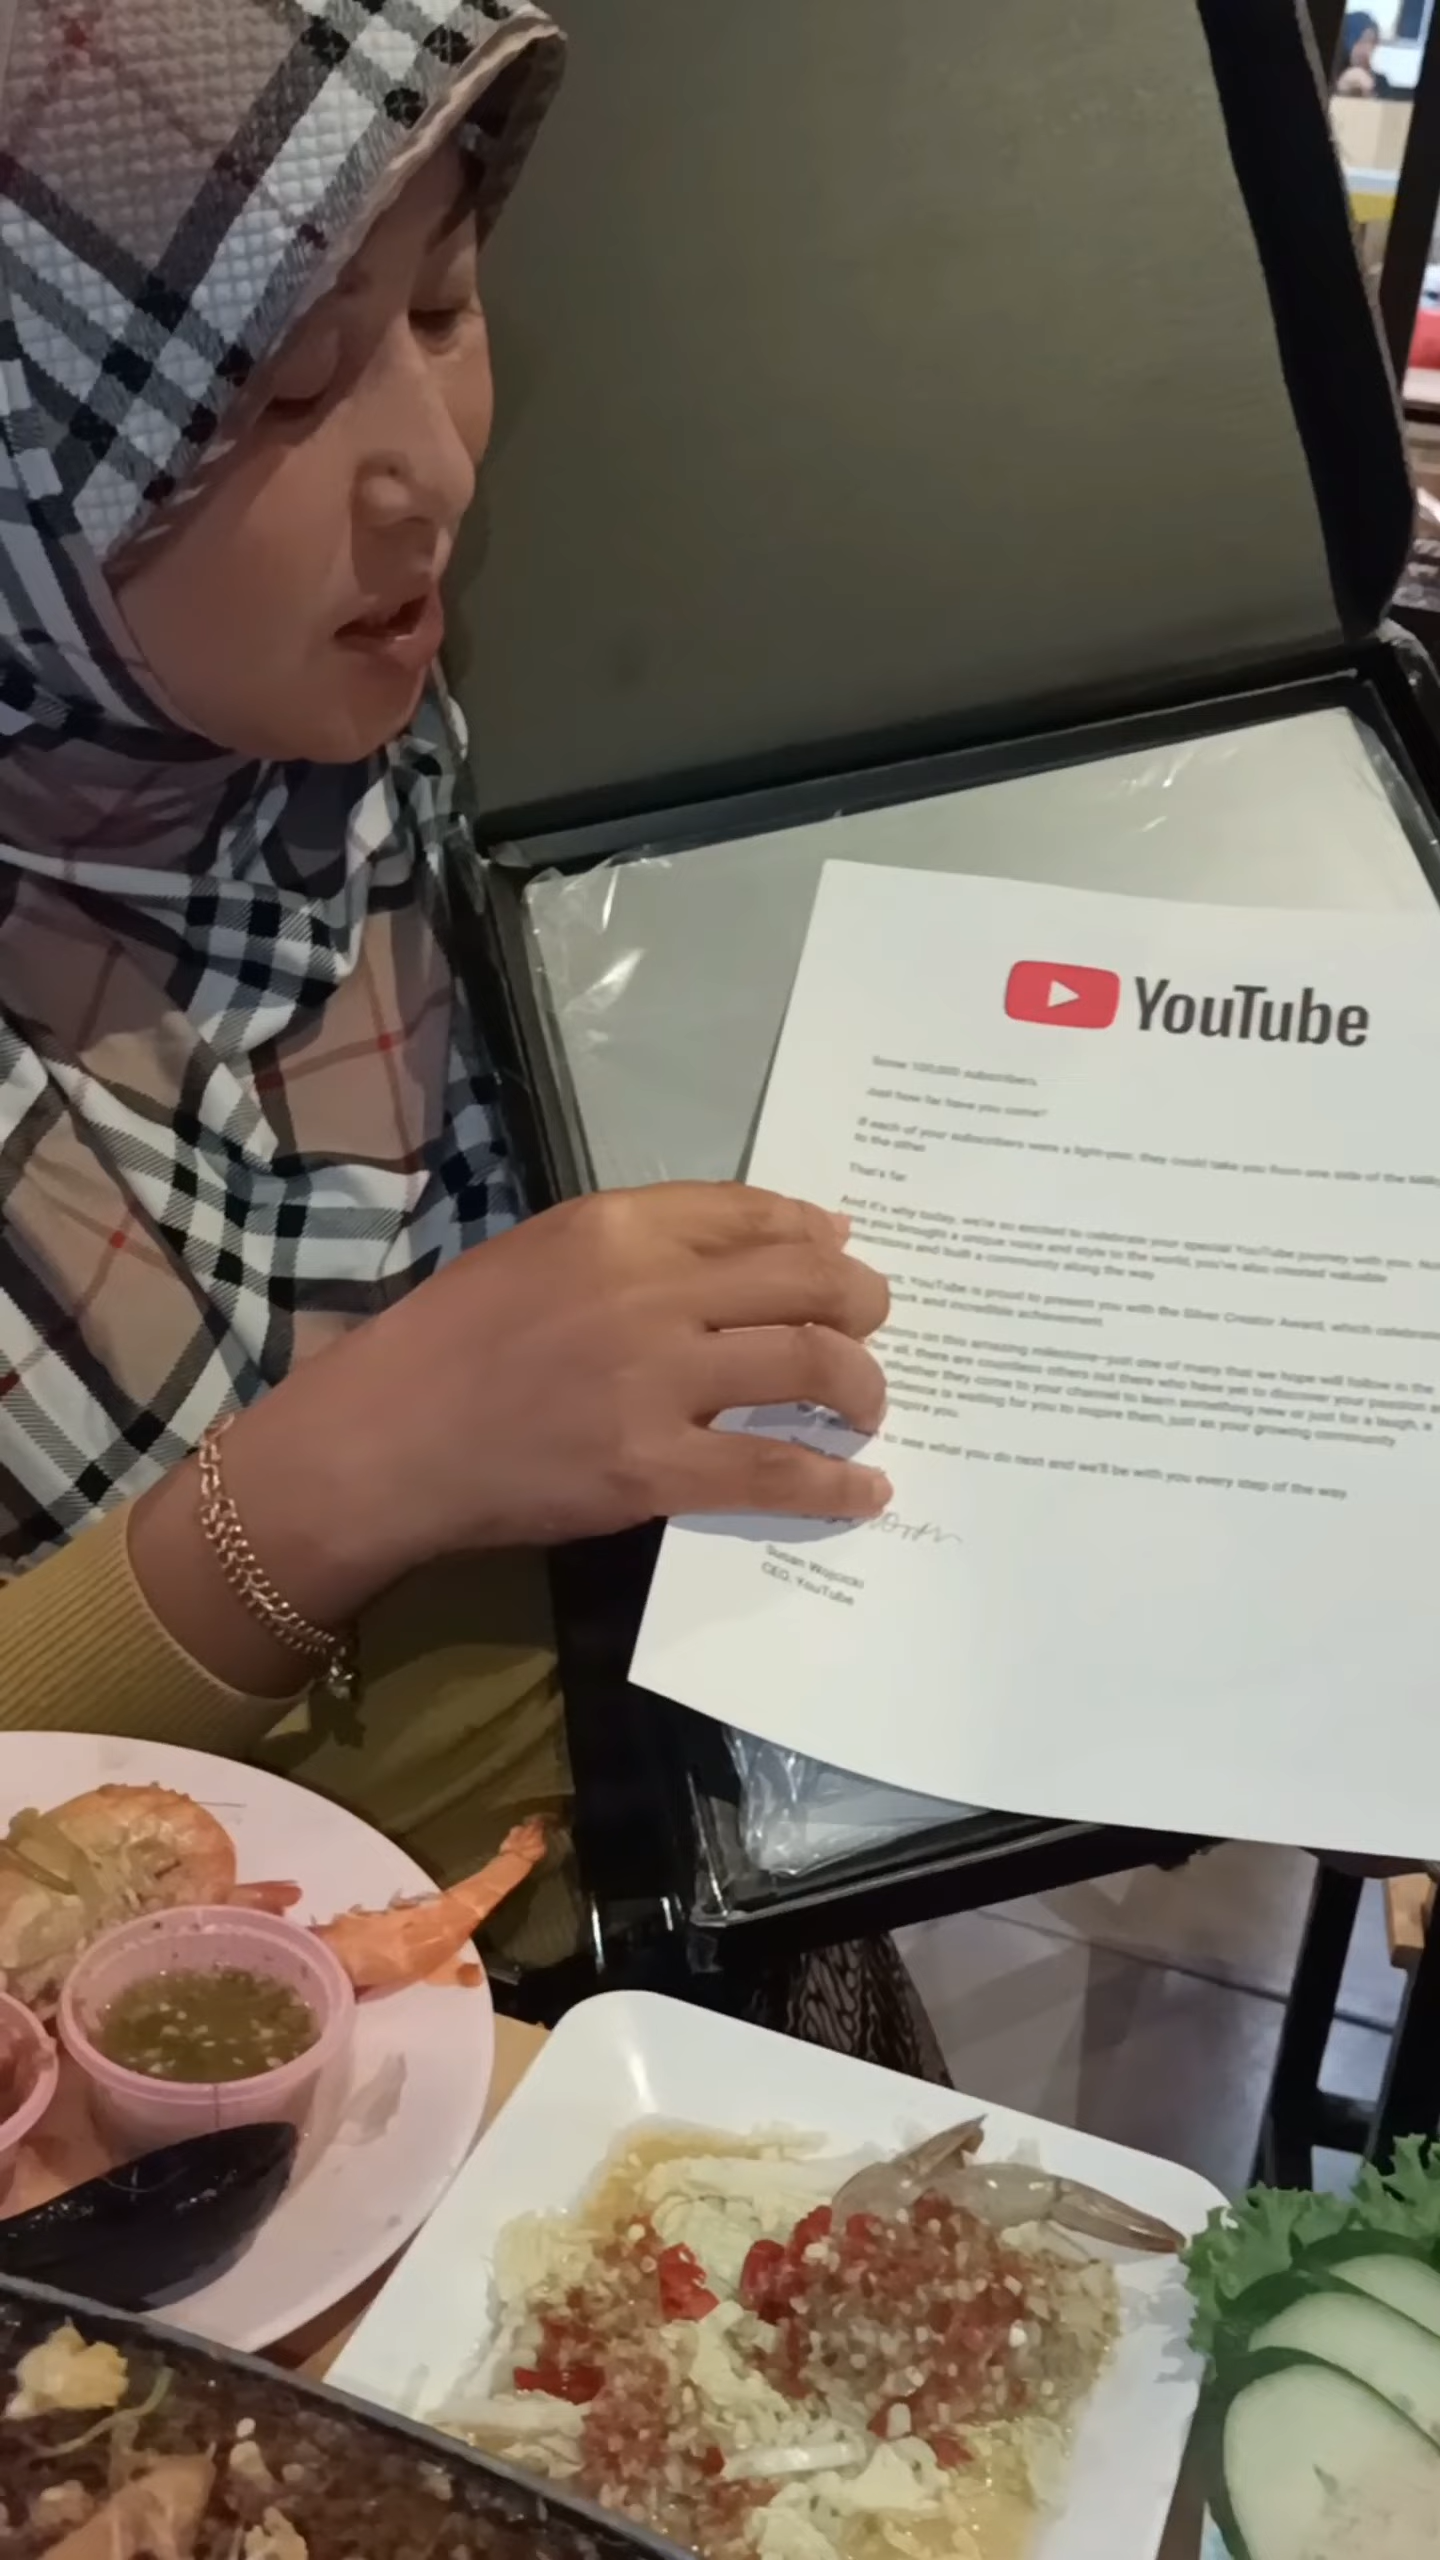 YouTube
Some 100,000 subscribers.
Just how far have you come?
If each of your subscribers were a light-year, they could take you from one side of the Milky
to the other.
That's far.
And it's why today, we're so excited to celebrate your special YouTube journey with you. Not
have you brought a unique voice and style to the world, you've also created valuable
connections and built a community along the way.
YouTube is proud to present you with the Silver Creator Award, which celebrates
work and incredible achievement.
on this amazing milestone—just one of many that we hope will follow in the
all, there are countless others out there who have yet to discover your passion
whether they come to your channel to learn something new or just for a laugh, a
is waiting for you to inspire them, just as your growing community
inspire you.
to see what you do next and we'll be with you every step of the way.
Susan Wojcicki
CEO, YouTube